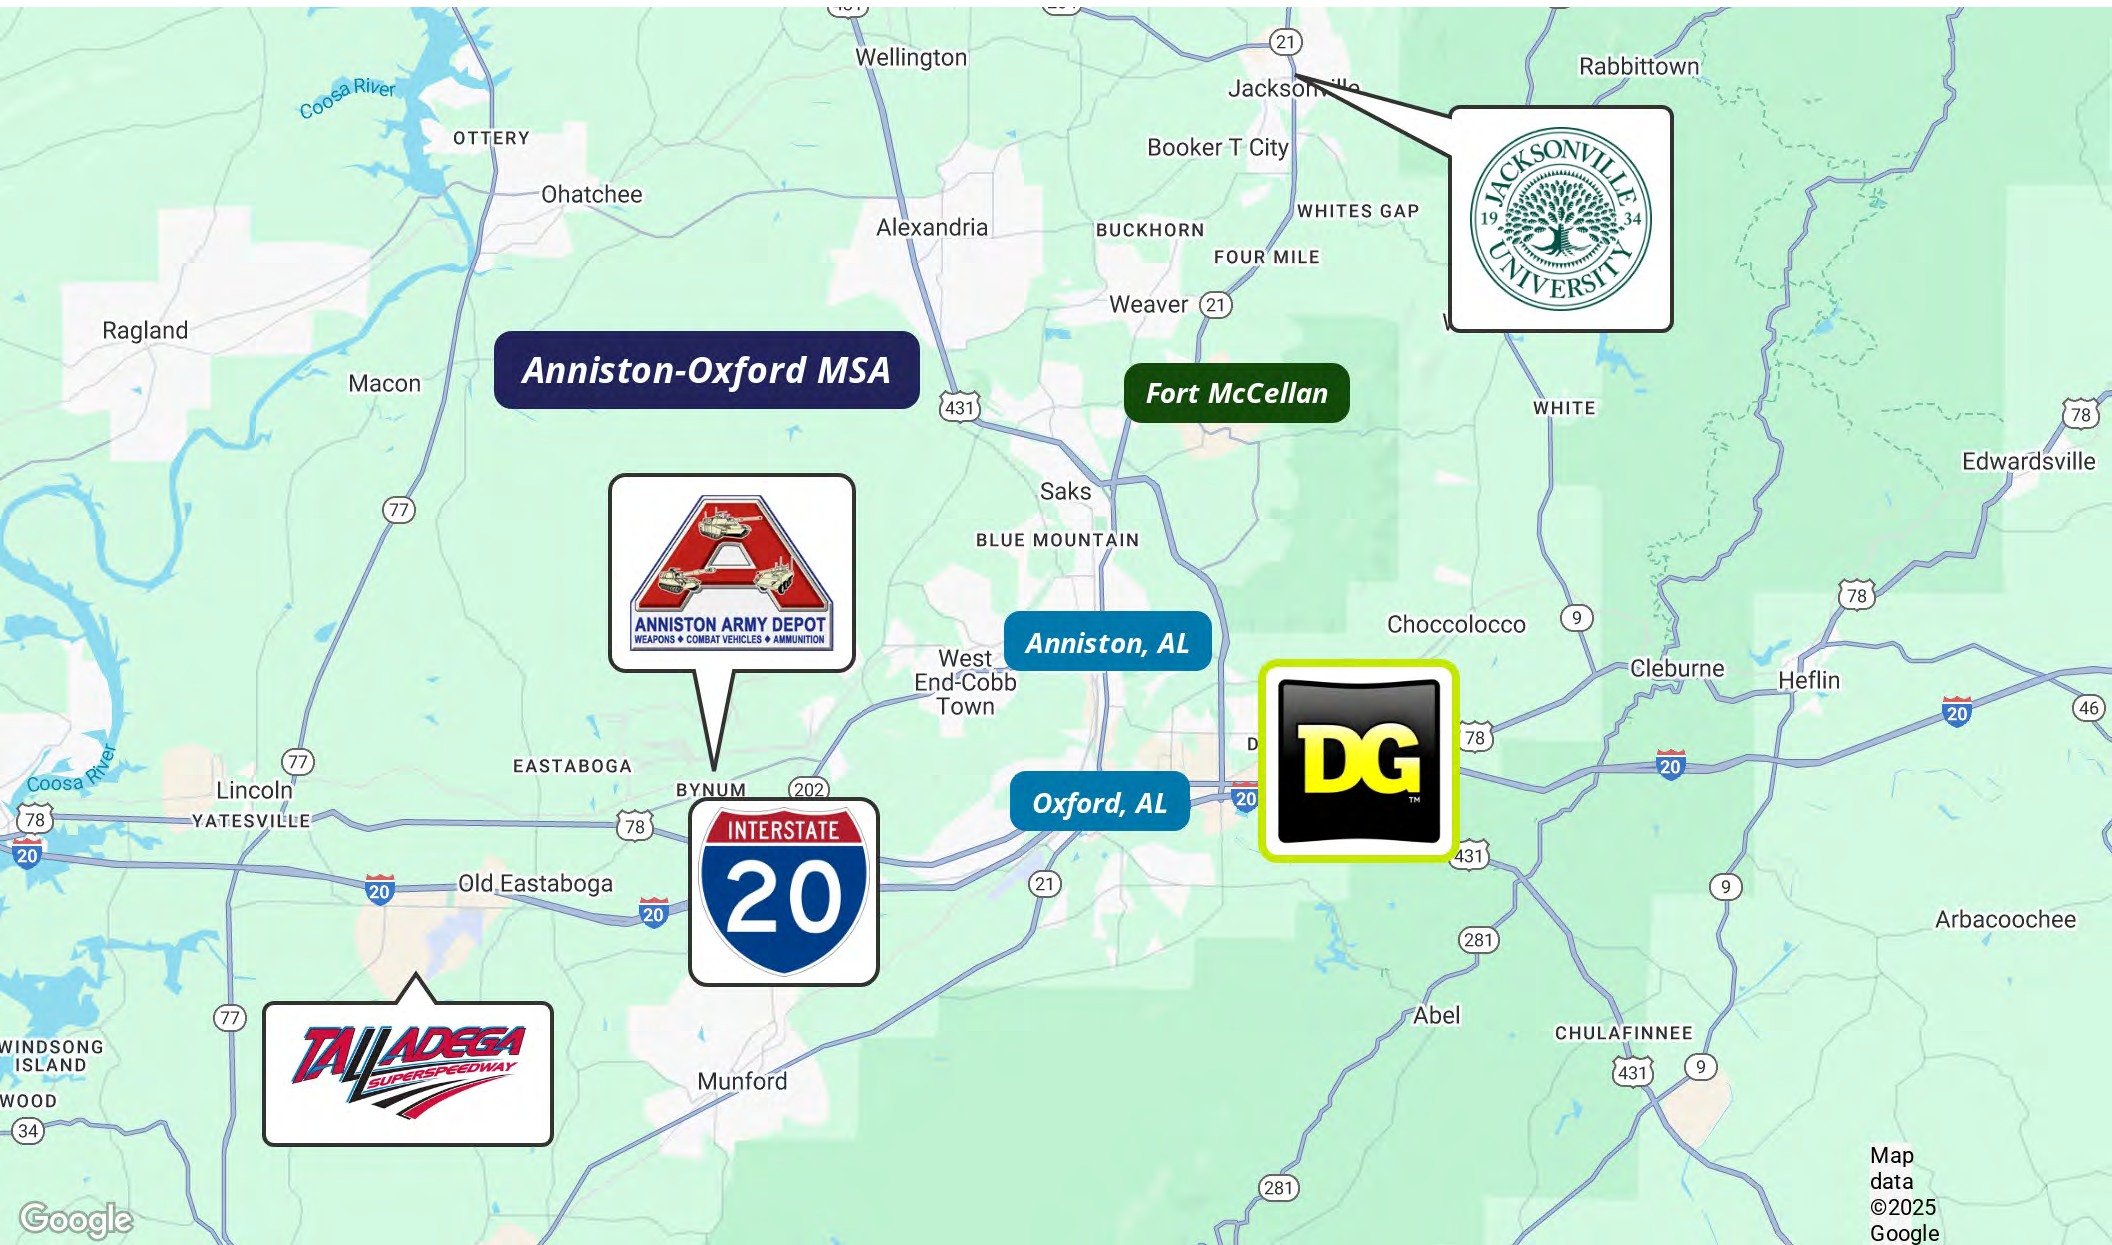 431
204
Wellington
21
Rabbittown
Jacksonville
Coosa River
OTTERY
Booker T City
JACKSONVILLE
19 34
UNIVERSITY
Ohatchee
WHITES GAP
Alexandria
BUCKHORN
FOUR MILE
Weaver
21
Ragland
Macon
Anniston-Oxford MSA
Fort McCellan
431
WHITE
78
Edwardsville
77
Saks
BLUE MOUNTAIN
ANNISTON ARMY DEPOT
WEAPONS ♦ COMBAT VEHICLES ♦ AMMUNITION
78
Choccolocco
9
Anniston, AL
West
End-Cobb
Town
Cleburne
Heflin
20
46
D
DG
TM
78
20
77
EASTABOGA
Coosa River
Lincoln
BYNUM
202
Oxford, AL
20
78
YATESVILLE
78
INTERSTATE
20
20
431
20
Old Eastaboga
20
21
9
Arbacoochee
281
77
Abel
TALLADEGA
SUPERSPEEDWAY
WINDSONG
ISLAND
CHULAFINNEE
Munford
431
9
WOOD
34
Map
data
©2025
Google
281
Google